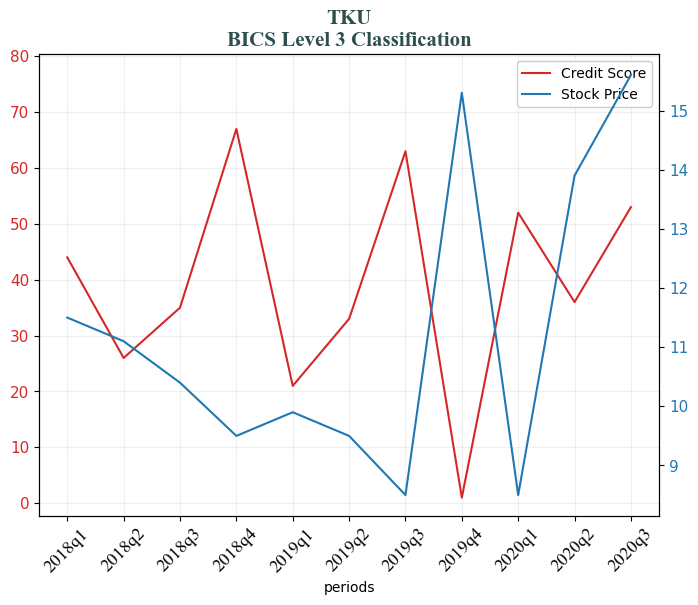 TKU
BICS Level 3 Classification
80
70
60
50
40
30
20
10
0
Credit Score
Stock Price
15
14
13
12
11
10
9
2018q1
2018q2
2018q3
2018q4
2019q1
2019q2
2019q3
2019q4
2020q1
2020q2
2020q3
periods